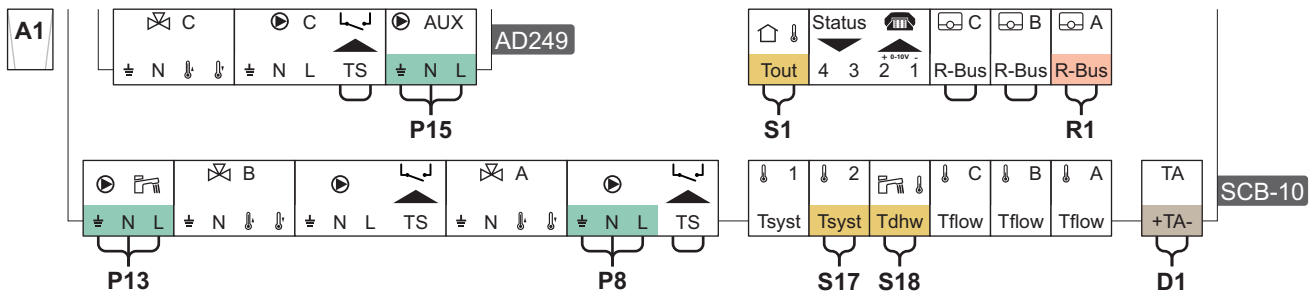 A1 C C AUX AD249 Status C B A
+ 0-10V -
N N L TS N L Tout 4 3 2 1 R-Bus R-Bus R-Bus
P15 S1 R1
B A 1 2 C B A TA SCB-10
N L N N L TS N N L TS Tsyst Tsyst Tdhw Tflow Tflow Tflow +TA-
P13 P8 S17 S18 D1